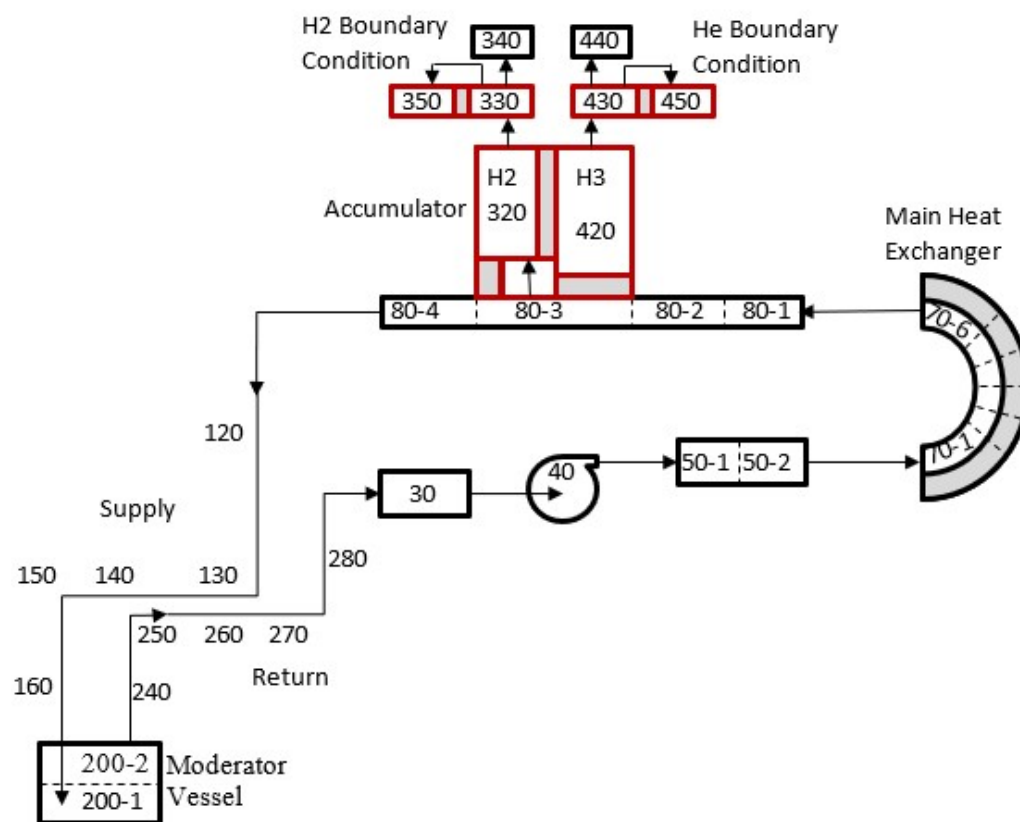 H2 Boundary
Condition
340
440
He Boundary
Condition
350
330
430
450
Accumulator
H2
320
H3
420
Main Heat
Exchanger
80-4
80-3
80-2
80-1
70-6
70-1
120
Supply
30
40
50-1
50-2
150
140
130
280
250
260
270
160
240
Return
200-2
200-1
Moderator
Vessel